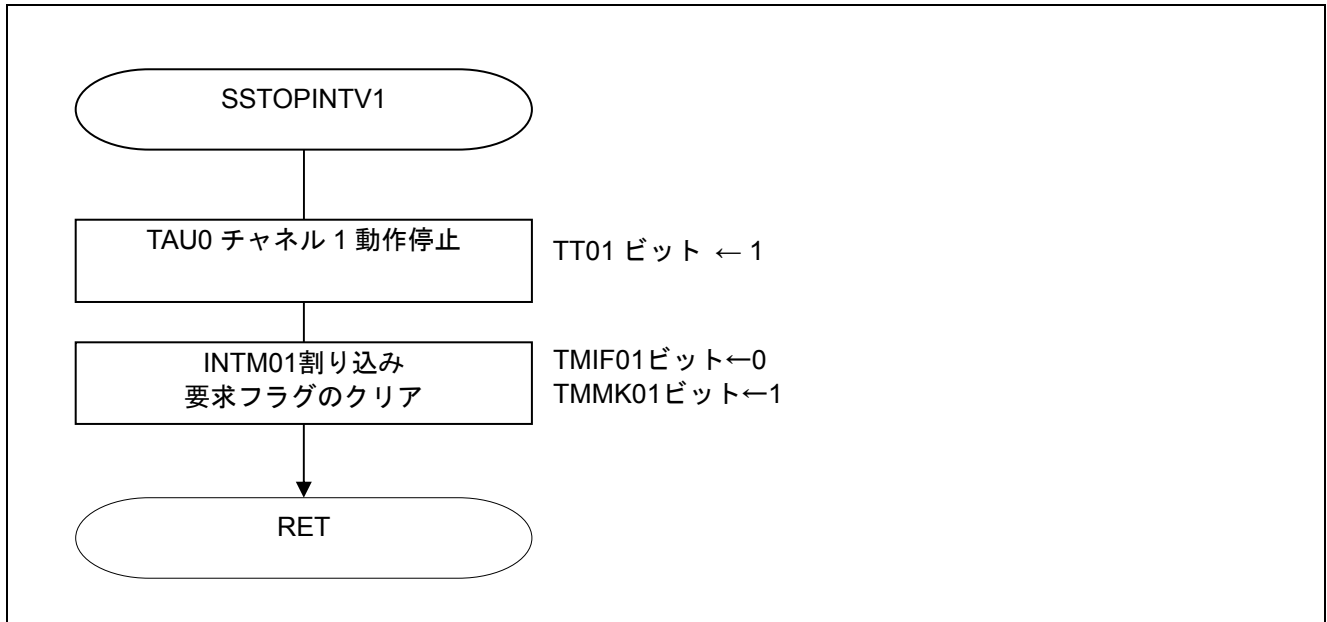 SSTOPINTV1
TAU0 チャネル 1 動作停止
TT01 ビット ← 1
INTM01割り込み
要求フラグのクリア
TMIF01ビット←0
TMMK01ビット←1
RET